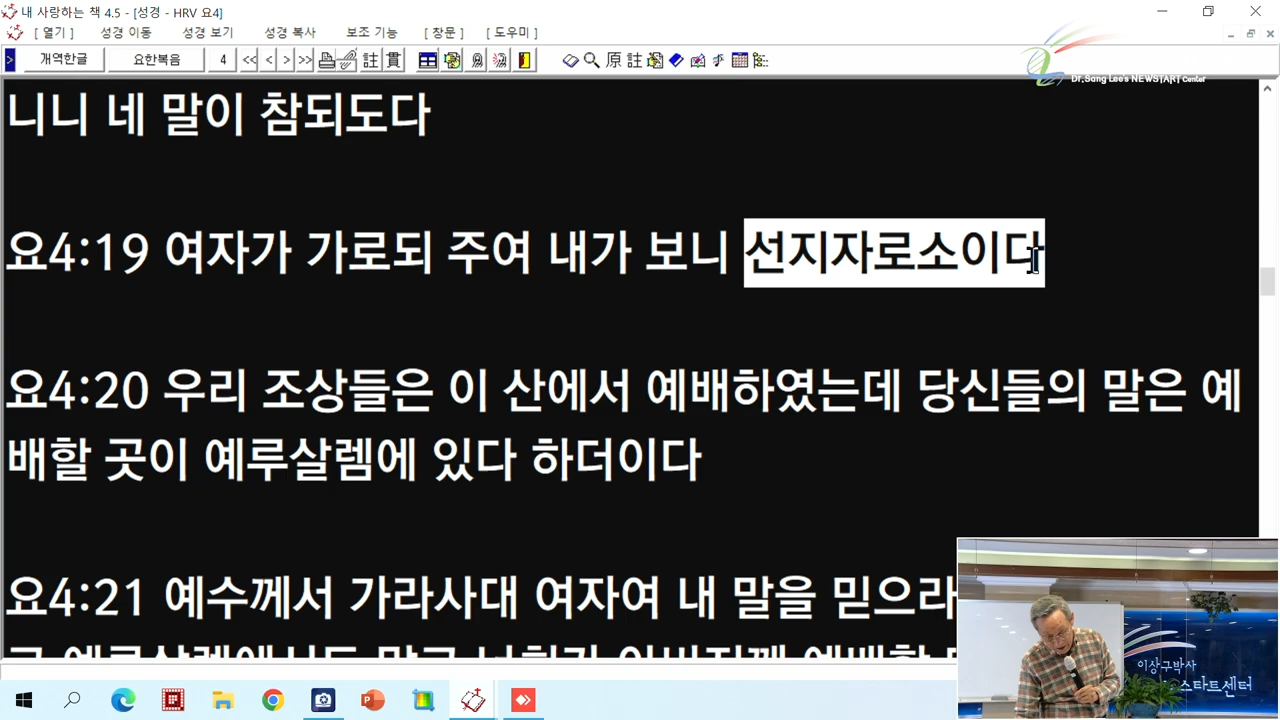 내 사랑하는 책 4.5 - [성경 - HRV 요4]
[ 열기 ] 성경 이동 성경 보기 성경 복사 보조 기능 [ 창문 ] [ 도우미 ]
개역한글 요한복음 4 << < > >> 註 貫 原 註
Dr.Sang Lee's NEWSTART Center
니니 네 말이 참되도다
요4:19 여자가 가로되 주여 내가 보니 선지자로소이다
요4:20 우리 조상들은 이 산에서 예배하였는데 당신들의 말은 예
배할 곳이 예루살렘에 있다 하더이다
요4:21 예수께서 가라사대 여자여 내 말을 믿으라
이상구박사
스타트센터